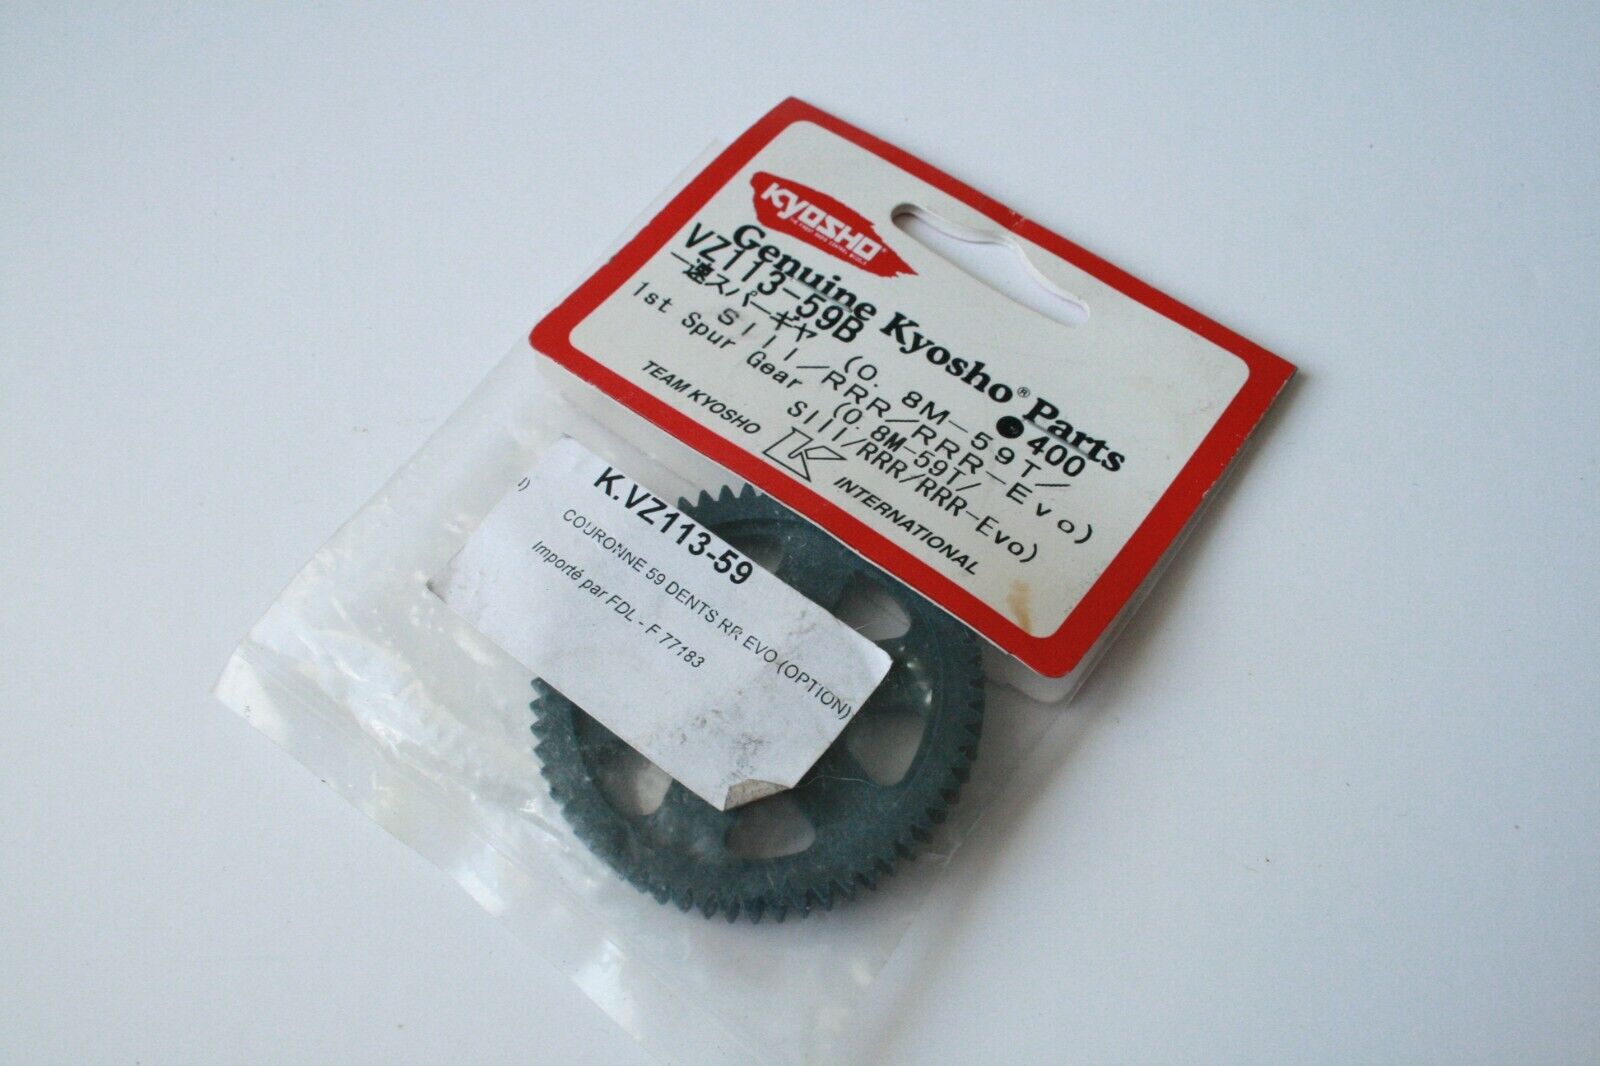 KYOSHO
Genuine Kyosho® Parts
VZ113-59B ●400
一速スパーギヤ (0.8M-59T/
SIII/RRR/RRR-Evo)
1st Spur Gear (0.8M-59T/
SIII/RRR/RRR-Evo)
TEAM KYOSHO K INTERNATIONAL
K.VZ113-59
COURONNE 59 DENTS RR EVO (OPTION)
Importé par FDL - F 77183